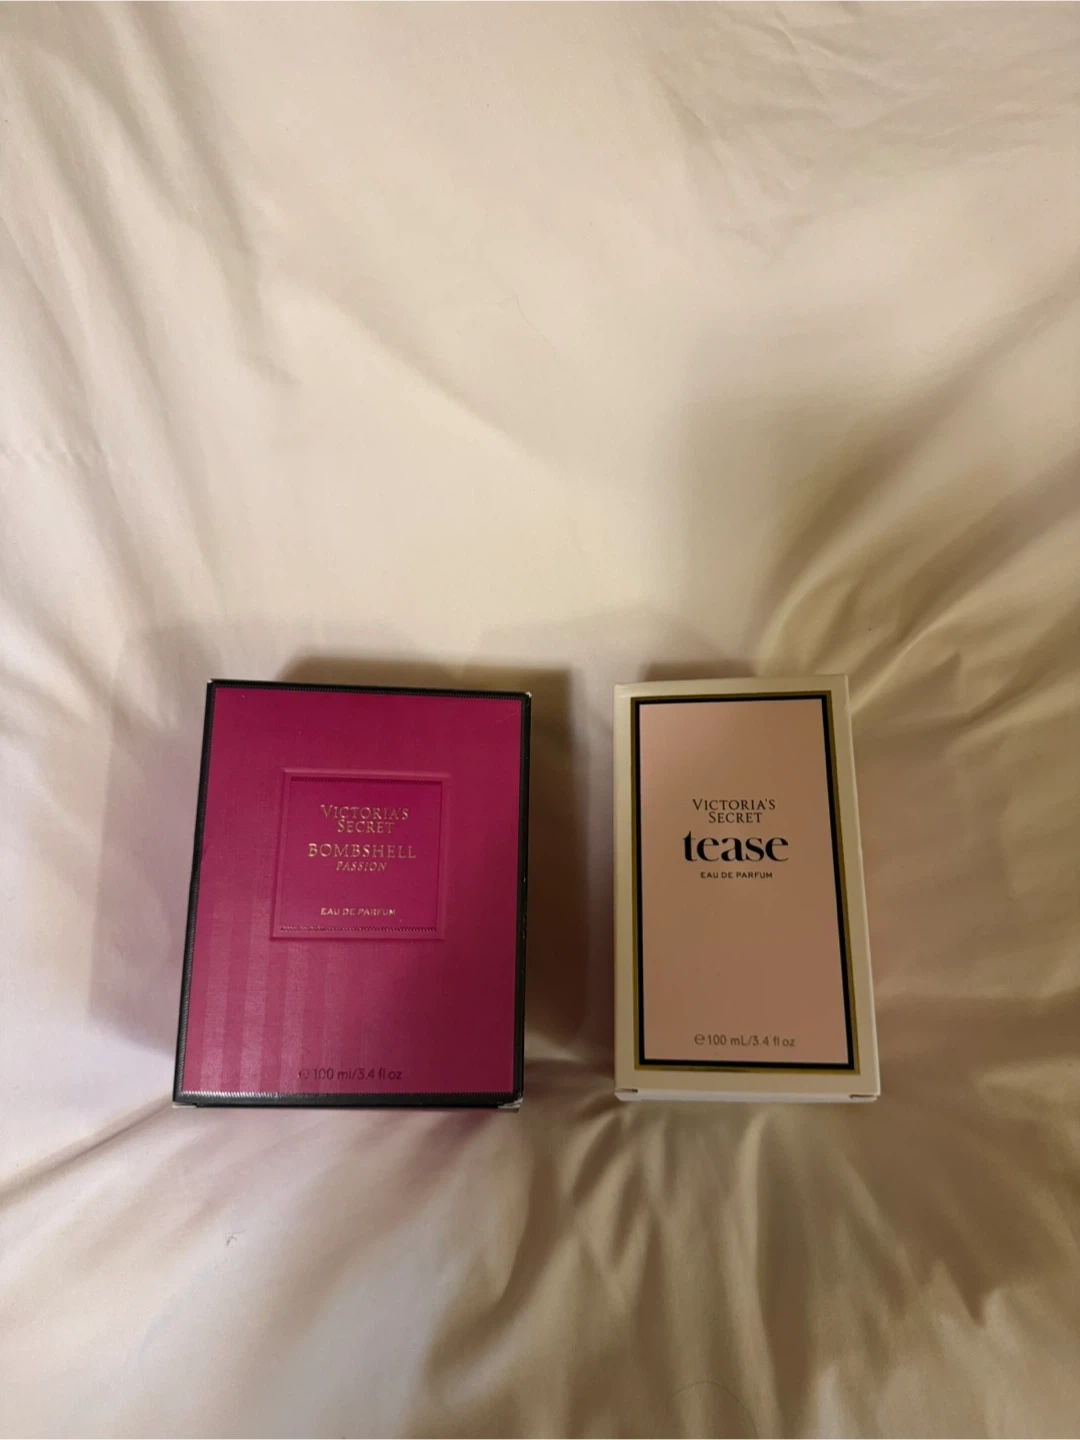 VICTORIA'S
SECRET
BOMBSHELL
PASSION
EAU DE PARFUM
℮ 100 ml/3.4 fl oz
VICTORIA'S
SECRET
tease
EAU DE PARFUM
℮ 100 mL/3.4 fl oz